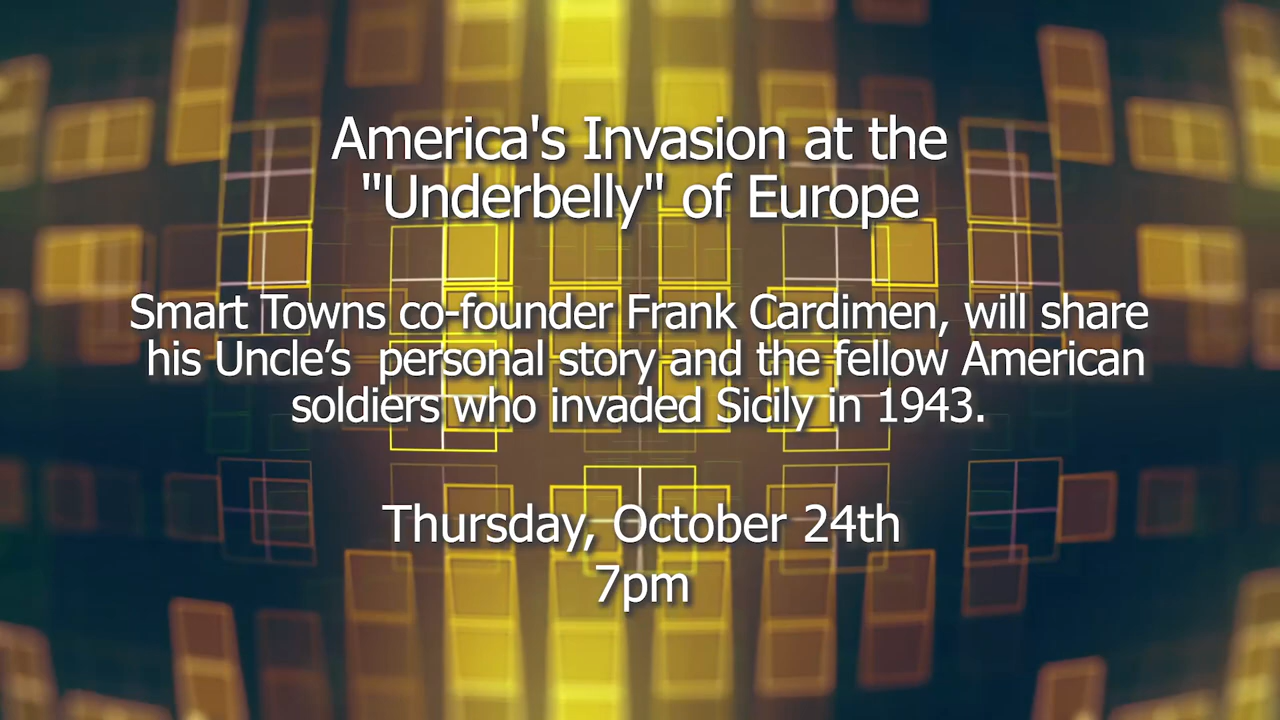 America's Invasion at the
"Underbelly" of Europe
Smart Towns co-founder Frank Cardimen, will share
his Uncle’s  personal story and the fellow American
soldiers who invaded Sicily in 1943.
Thursday, October 24th
7pm